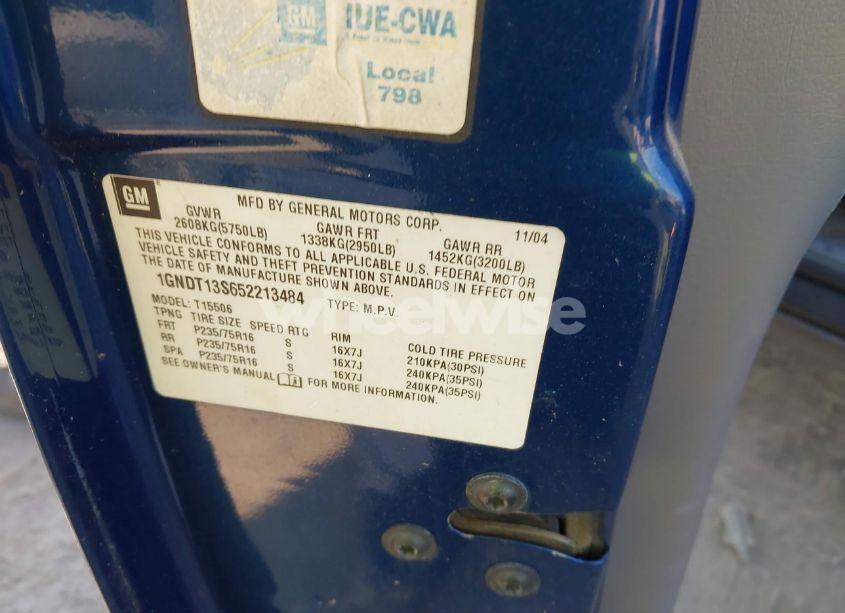 GM
IUE-CWA
Local
798
GM
MFD BY GENERAL MOTORS CORP.
11/04
GVWR GAWR FRT GAWR RR
2608KG(5750LB) 1338KG(2950LB) 1452KG(3200LB)
THIS VEHICLE CONFORMS TO ALL APPLICABLE U.S. FEDERAL MOTOR
VEHICLE SAFETY AND THEFT PREVENTION STANDARDS IN EFFECT ON
THE DATE OF MANUFACTURE SHOWN ABOVE.
1GNDT13S652213484 TYPE: M.P.V.
MODEL: T15506
TPNG TIRE SIZE SPEED RTG RIM COLD TIRE PRESSURE
FRT P235/75R16 S 16X7J 210KPA(30PSI)
RR P235/75R16 S 16X7J 240KPA(35PSI)
SPA P235/75R16 S 16X7J 240KPA(35PSI)
SEE OWNER'S MANUAL FOR MORE INFORMATION.
wheelwise